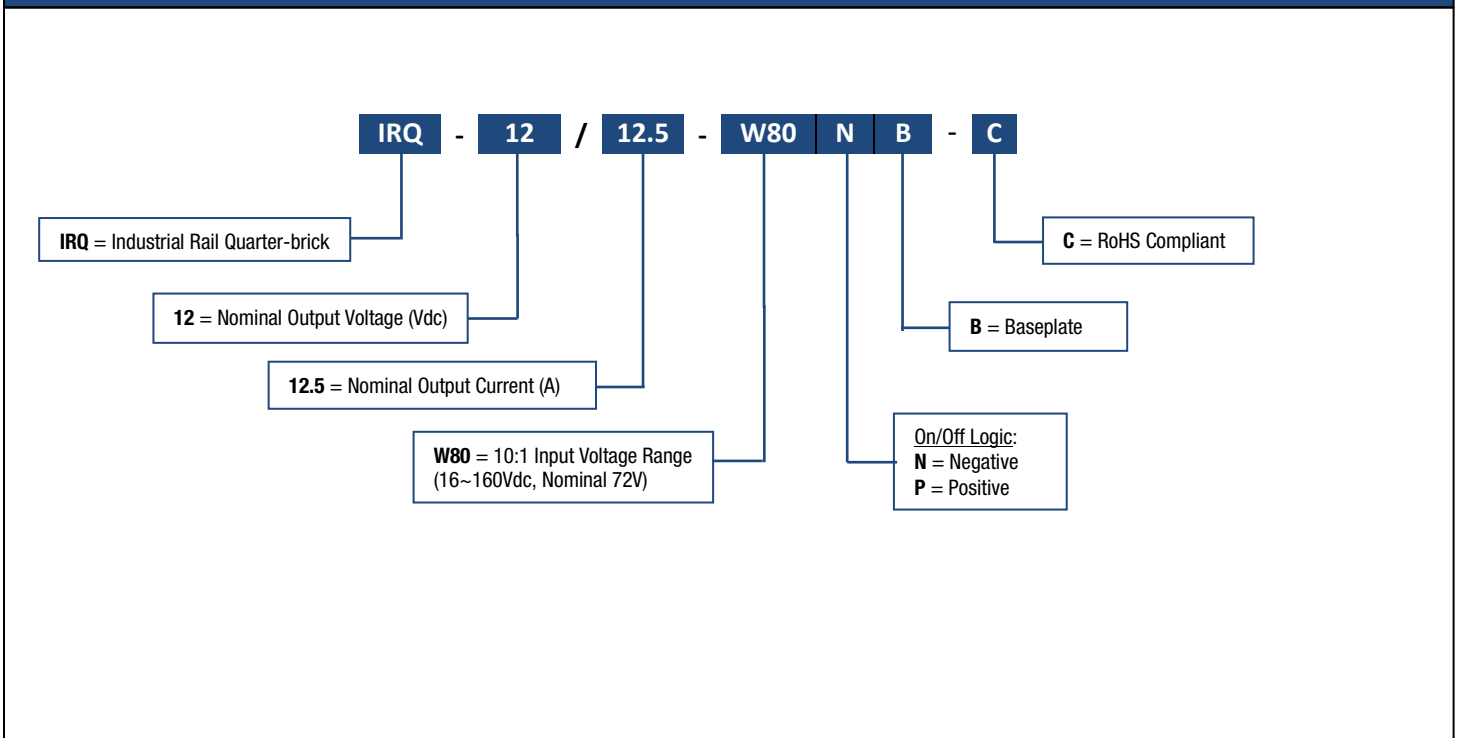 IRQ - 12 / 12.5 - W80 N B - C
IRQ = Industrial Rail Quarter-brick
C = RoHS Compliant
12 = Nominal Output Voltage (Vdc)
B = Baseplate
12.5 = Nominal Output Current (A)
W80 = 10:1 Input Voltage Range
(16~160Vdc, Nominal 72V)
On/Off Logic:
N = Negative
P = Positive